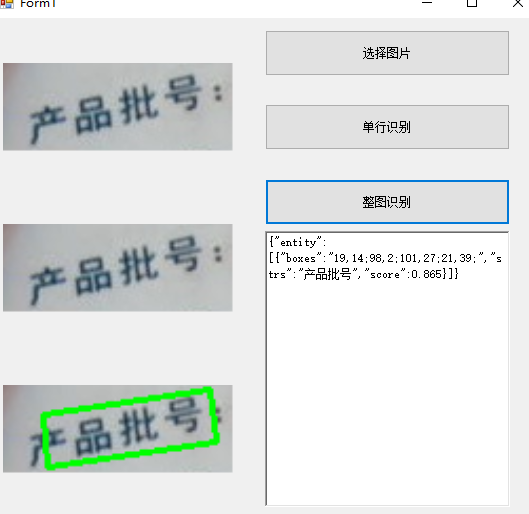 Form1
选择图片
产品批号:
单行识别
整图识别
产品批号:
{"entity":
[{"boxes":"19,14;98,2;101,27;21,39;","s
trs":"产品批号","score":0.865}]}
产品批号: